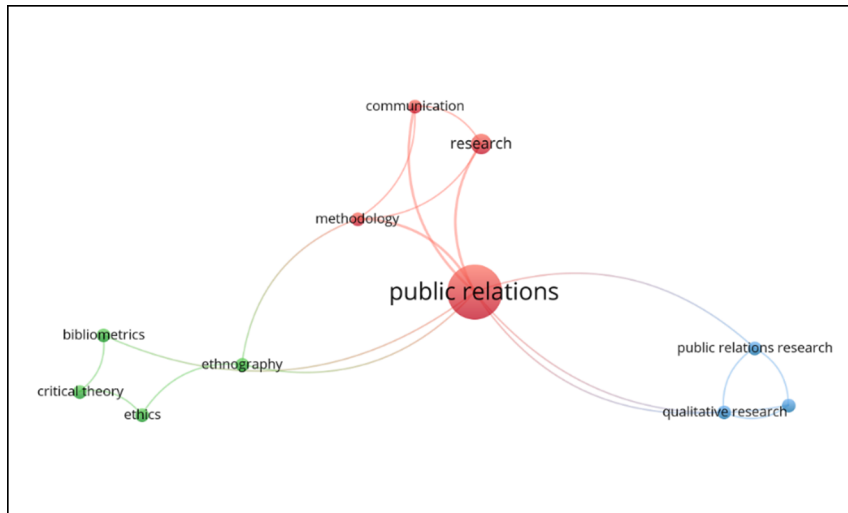 communication
research
methodology
public relations
bibliometrics
public relations research
ethnography
critical theory
qualitative research
ethics